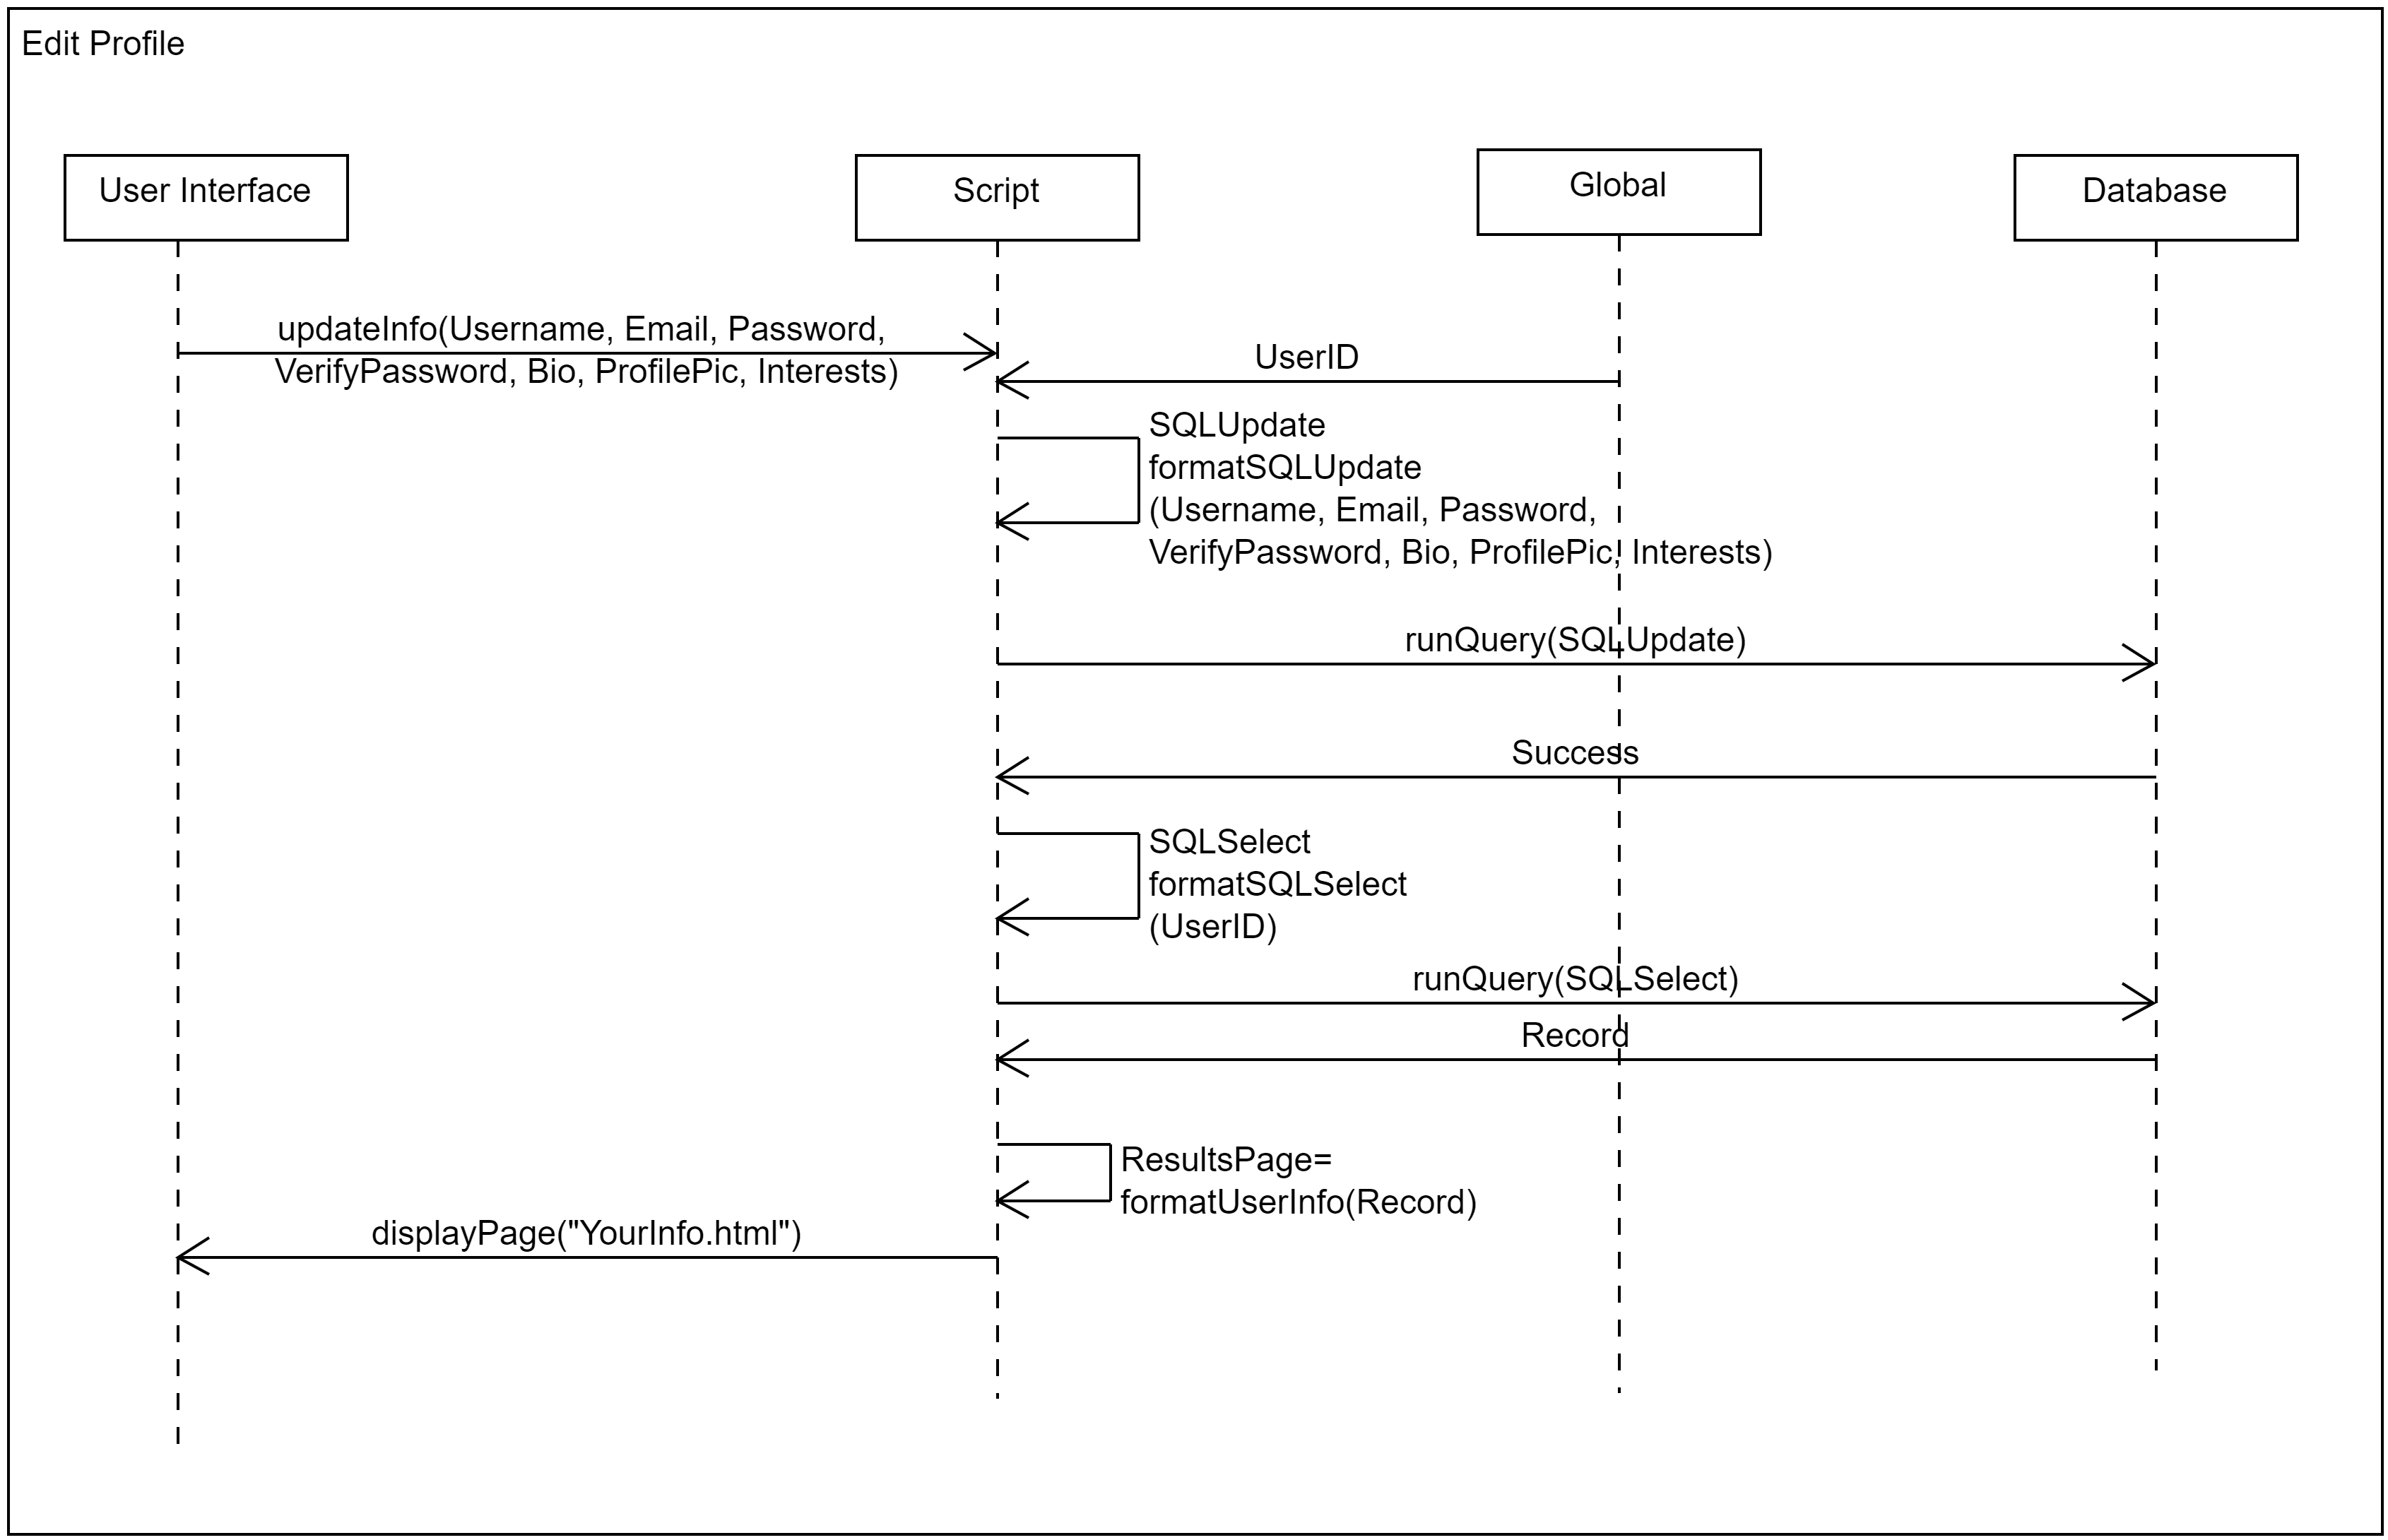 Edit Profile
User Interface
Script
Global
Database
updateInfo(Username, Email, Password,
VerifyPassword, Bio, ProfilePic, Interests)
UserID
SQLUpdate
formatSQLUpdate
(Username, Email, Password,
VerifyPassword, Bio, ProfilePic, Interests)
runQuery(SQLUpdate)
Success
SQLSelect
formatSQLSelect
(UserID)
runQuery(SQLSelect)
Record
ResultsPage=
formatUserInfo(Record)
displayPage("YourInfo.html")